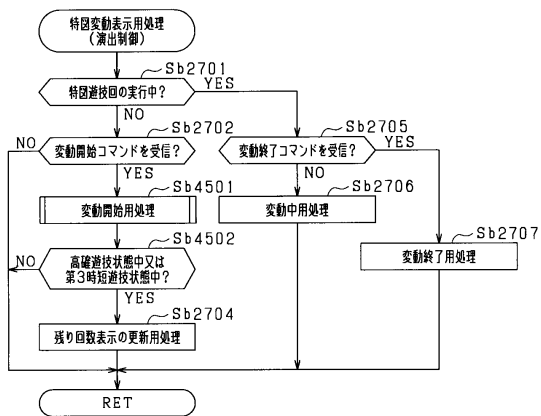 特図変動表示用処理
(演出制御)
Sb2701
特図遊技回の実行中?
YES
NO
Sb2702
NO
変動開始コマンドを受信?
YES
Sb2705
変動終了コマンドを受信?
YES
NO
Sb4501
変動開始用処理
Sb2706
変動中用処理
Sb4502
NO
高確遊技状態中又は
第3時短遊技状態中?
YES
Sb2707
変動終了用処理
Sb2704
残り回数表示の更新用処理
RET